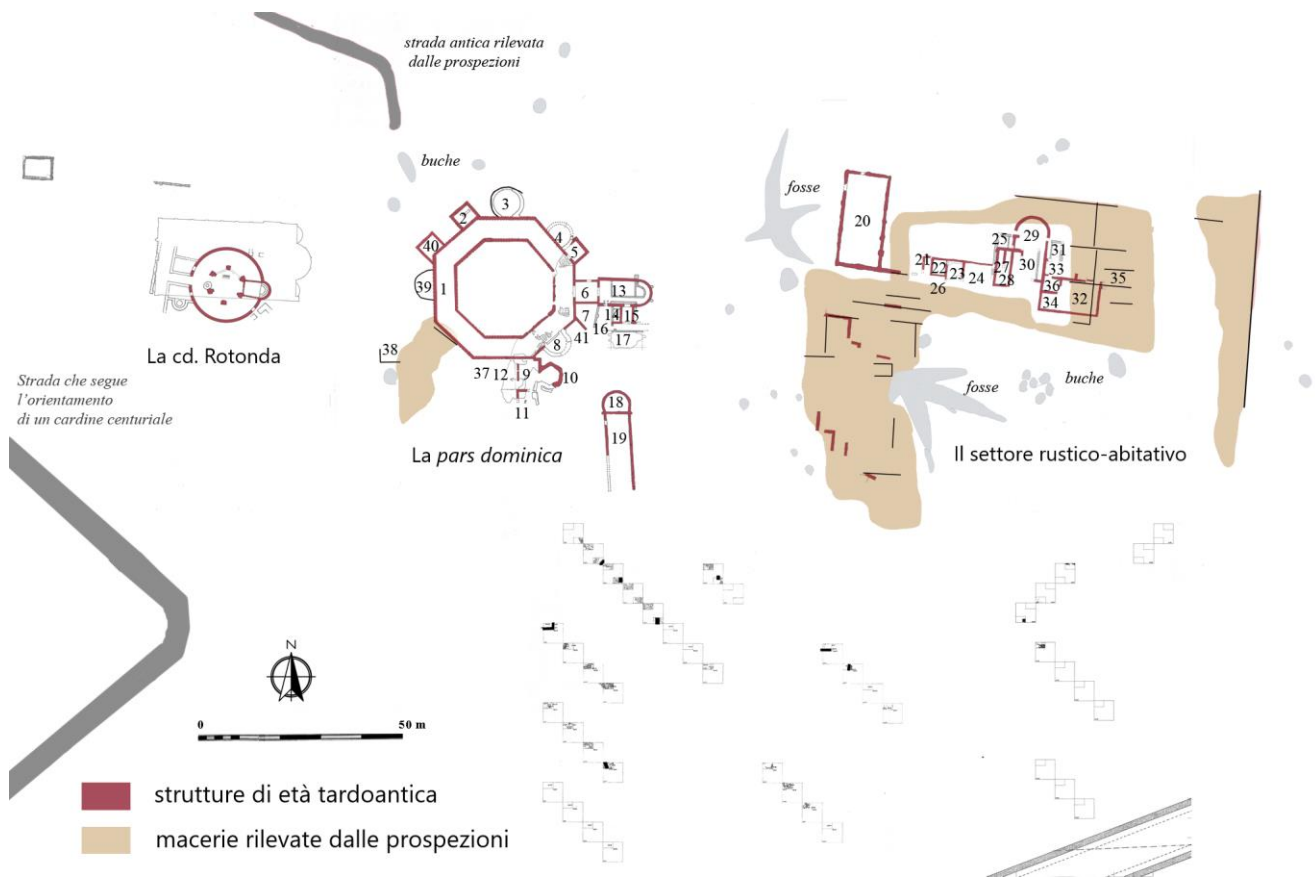 strada antica rilevata
dalle prospezioni
buche
fosse
3
2
4
5
40
39
1
6
13
7
14
15
16
17
41
8
38
37
12
9
10
11
18
19
20
21
22
23
24
25
26
27
28
29
30
31
33
36
34
32
35
La cd. Rotonda
Strada che segue
l'orientamento
di un cardine centuriale
La pars dominica
fosse
buche
Il settore rustico-abitativo
N
0
50 m
strutture di età tardoantica
macerie rilevate dalle prospezioni